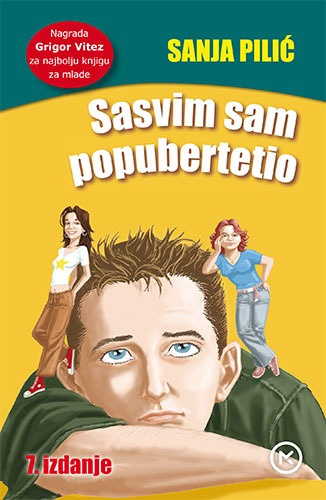 Nagrada
Grigor Vitez
za najbolju knjigu
za mlade
SANJA PILIĆ
Sasvim sam
popubertetio
7. izdanje